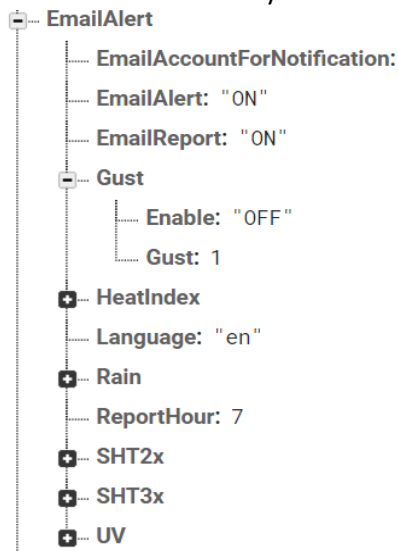 EmailAlert
EmailAccountForNotification:
EmailAlert: "ON"
EmailReport: "ON"
Gust
Enable: "OFF"
Gust: 1
HeatIndex
Language: "en"
Rain
ReportHour: 7
SHT2x
SHT3x
UV